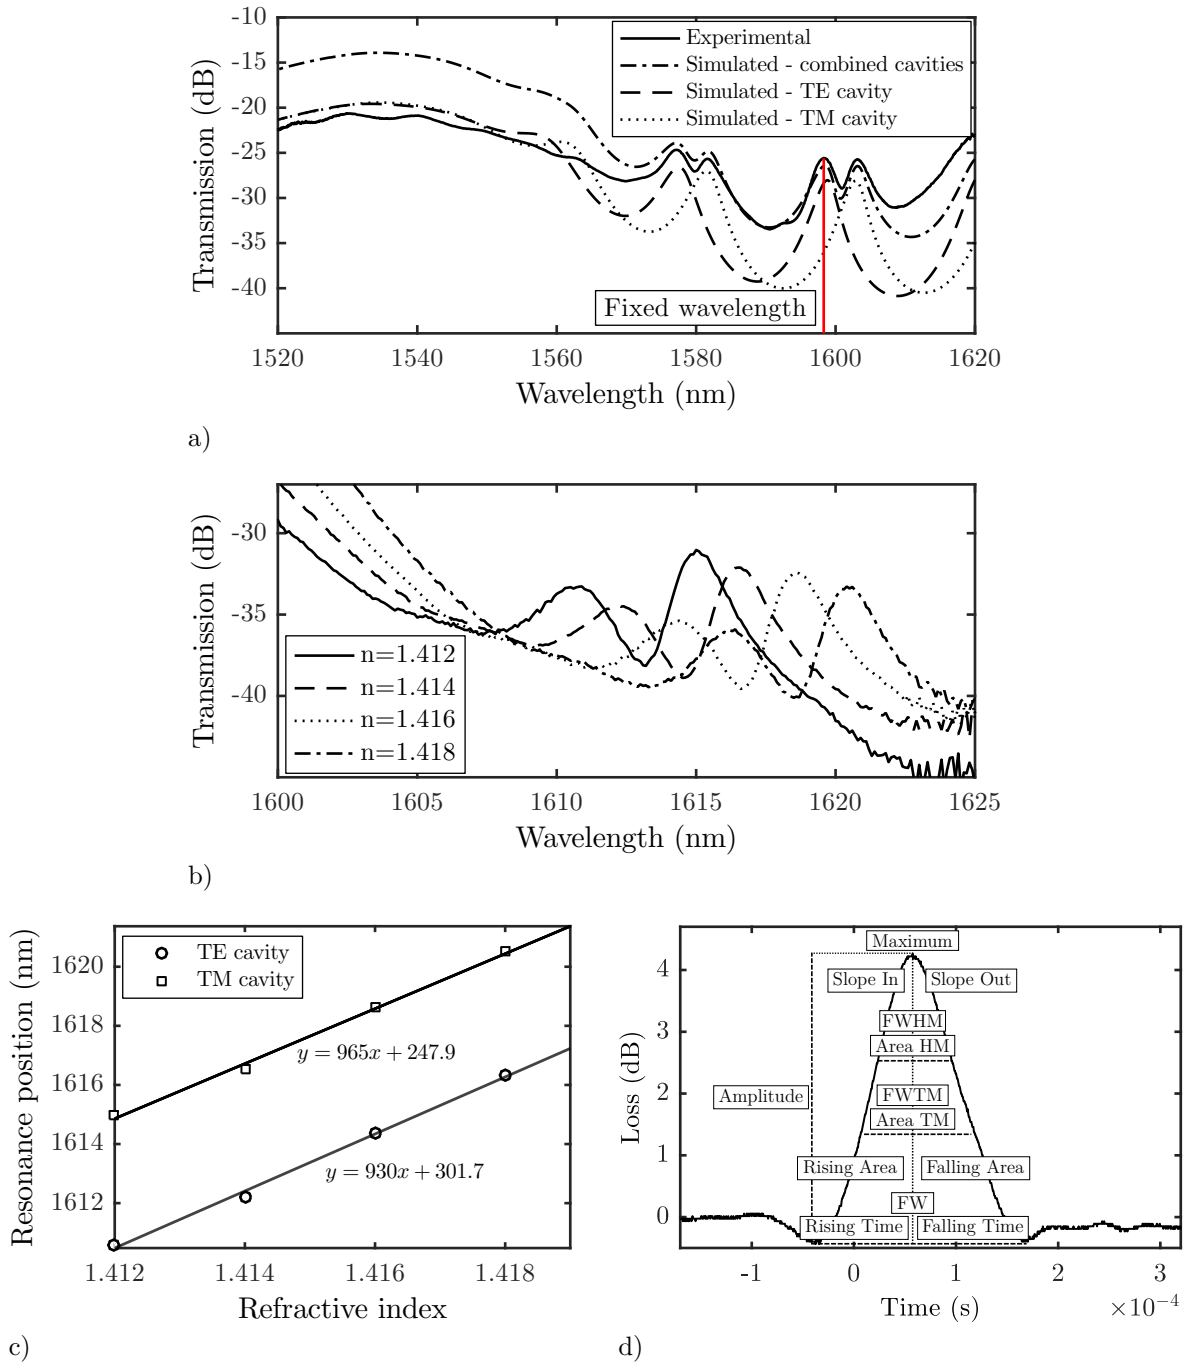 -10
-15
-20
-25
-30
-35
-40
Transmission (dB)
Experimental
Simulated - combined cavities
Simulated - TE cavity
Simulated - TM cavity
Fixed wavelength
1520 1540 1560 1580 1600 1620
Wavelength (nm)
a)
-30
-35
-40
Transmission (dB)
n=1.412
n=1.414
n=1.416
n=1.418
1600 1605 1610 1615 1620 1625
Wavelength (nm)
b)
1620
1618
1616
1614
1612
Resonance position (nm)
TE cavity
TM cavity
y = 965x + 247.9
y = 930x + 301.7
1.412 1.414 1.416 1.418
Refractive index
c)
4
3
2
1
0
Loss (dB)
Maximum
Slope In Slope Out
FWHM
Area HM
Amplitude
FWTM
Area TM
Rising Area Falling Area
FW
Rising Time Falling Time
-1 0 1 2 3
Time (s)
×10⁻⁴
d)